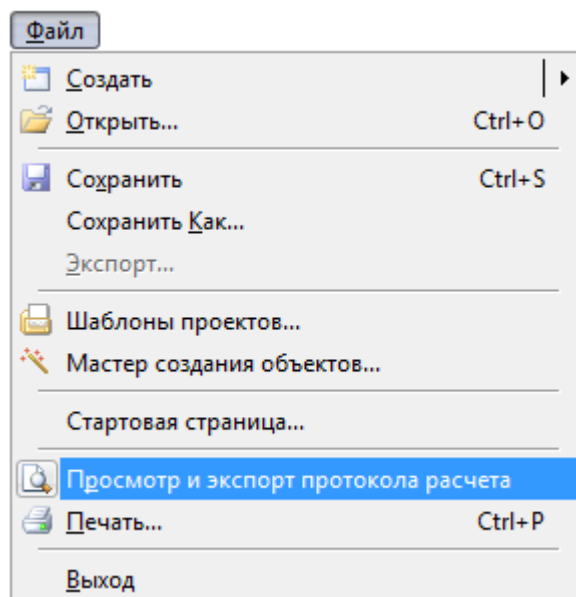 Файл
Создать
Открыть... Ctrl+O
Сохранить Ctrl+S
Сохранить Как...
Экспорт...
Шаблоны проектов...
Мастер создания объектов...
Стартовая страница...
Просмотр и экспорт протокола расчета
Печать... Ctrl+P
Выход